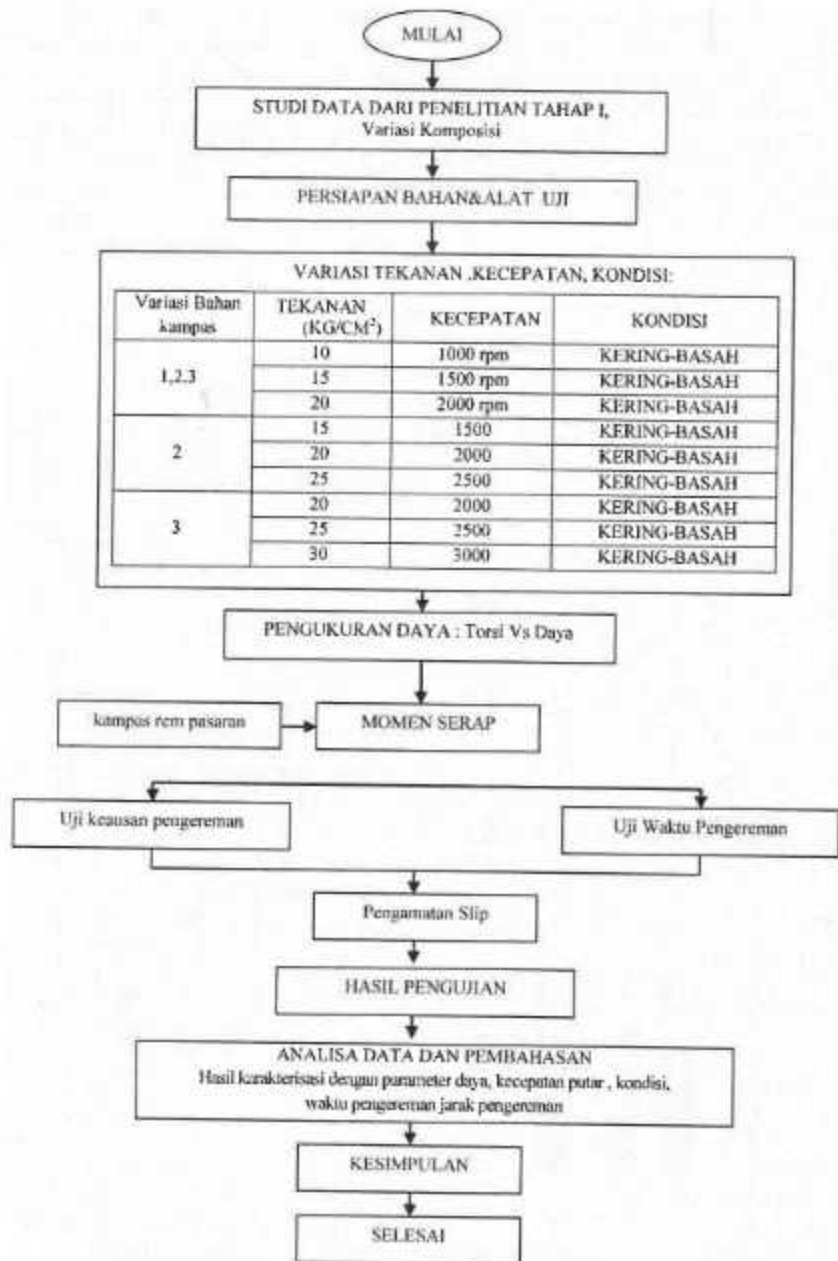 MULAI
STUDI DATA DARI PENELITIAN TAHAP I,
Variasi Komposisi
PERSIAPAN BAHAN&ALAT UJI
VARIASI TEKANAN ,KECEPATAN, KONDISI:
Variasi Bahan kampas TEKANAN (KG/CM²) KECEPATAN KONDISI
1,2,3 10 1000 rpm KERING-BASAH
15 1500 rpm KERING-BASAH
20 2000 rpm KERING-BASAH
2 15 1500 KERING-BASAH
20 2000 KERING-BASAH
25 2500 KERING-BASAH
3 20 2000 KERING-BASAH
25 2500 KERING-BASAH
30 3000 KERING-BASAH
PENGUKURAN DAYA : Torsi Vs Daya
kampas rem pasaran MOMEN SERAP
Uji keausan pengereman Uji Waktu Pengereman
Pengamatan Slip
HASIL PENGUJIAN
ANALISA DATA DAN PEMBAHASAN
Hasil karakterisasi dengan parameter daya, kecepatan putar , kondisi,
waktu pengereman jarak pengereman
KESIMPULAN
SELESAI